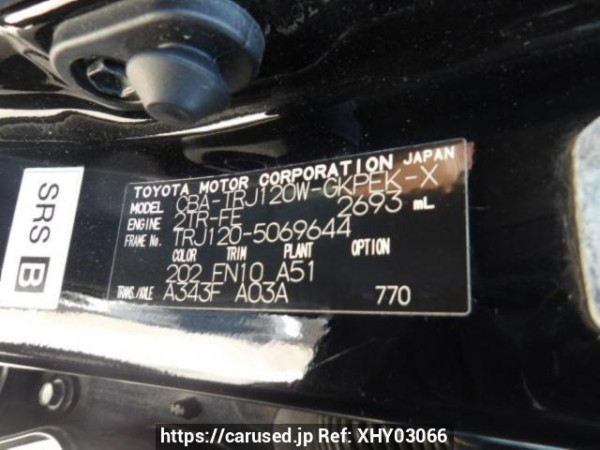 TOYOTA MOTOR CORPORATION JAPAN
MODEL CBA-TRJ120W-GKPEK-X
ENGINE 2TR-FE 2693 mL
FRAME No. TRJ120-5069644
COLOR TRIM PLANT OPTION
202 FN10 A51
TRANS./AXLE A343F A03A 770
SRS B
https://carused.jp Ref: XHY03066